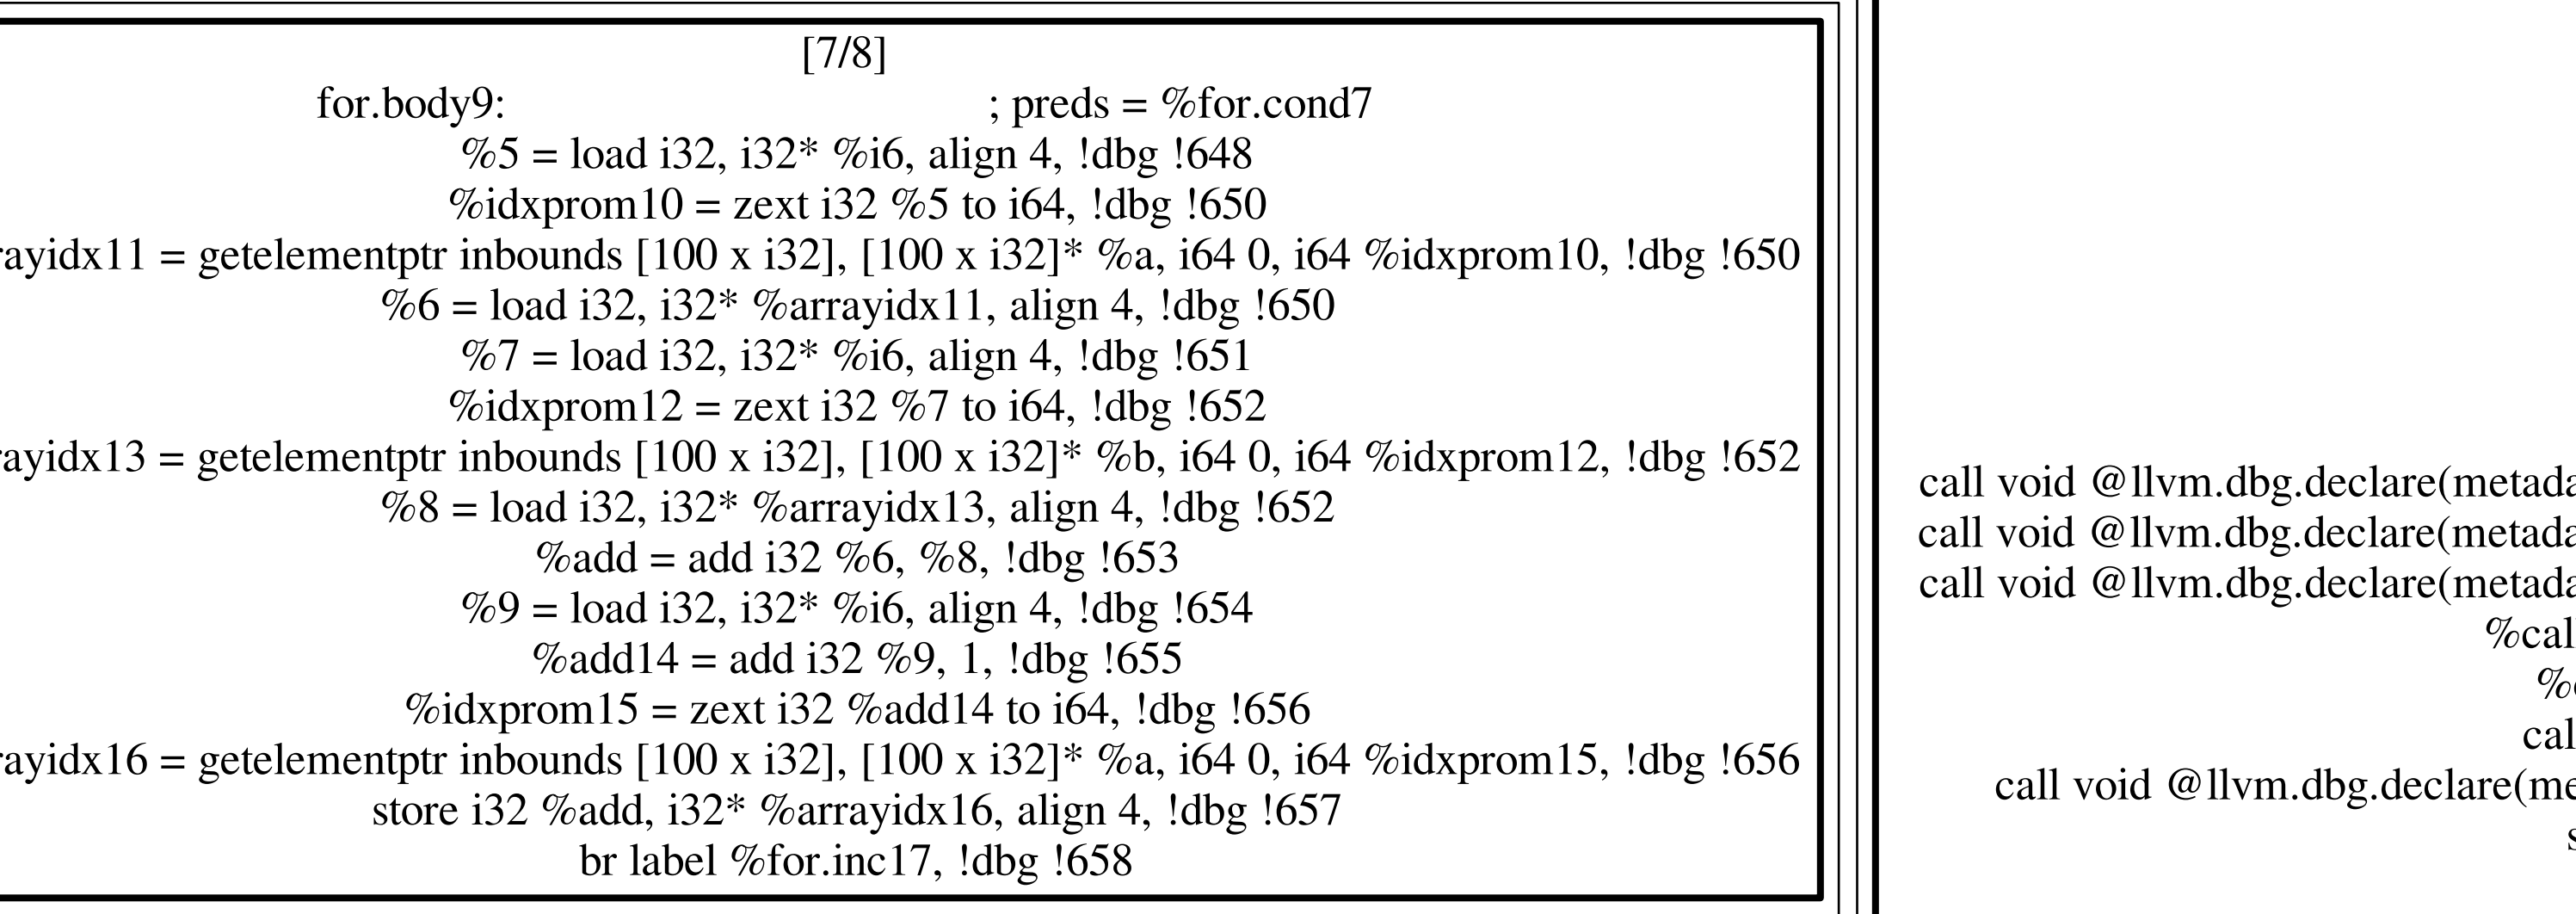 [7/8]
for.body9: ; preds = %for.cond7
%5 = load i32, i32* %i6, align 4, !dbg !648
%idxprom10 = zext i32 %5 to i64, !dbg !650
rayidx11 = getelementptr inbounds [100 x i32], [100 x i32]* %a, i64 0, i64 %idxprom10, !dbg !650
%6 = load i32, i32* %arrayidx11, align 4, !dbg !650
%7 = load i32, i32* %i6, align 4, !dbg !651
%idxprom12 = zext i32 %7 to i64, !dbg !652
rayidx13 = getelementptr inbounds [100 x i32], [100 x i32]* %b, i64 0, i64 %idxprom12, !dbg !652
%8 = load i32, i32* %arrayidx13, align 4, !dbg !652
%add = add i32 %6, %8, !dbg !653
%9 = load i32, i32* %i6, align 4, !dbg !654
%add14 = add i32 %9, 1, !dbg !655
%idxprom15 = zext i32 %add14 to i64, !dbg !656
rayidx16 = getelementptr inbounds [100 x i32], [100 x i32]* %a, i64 0, i64 %idxprom15, !dbg !656
store i32 %add, i32* %arrayidx16, align 4, !dbg !657
br label %for.inc17, !dbg !658
call void @llvm.dbg.declare(metada
call void @llvm.dbg.declare(metada
call void @llvm.dbg.declare(metada
%cal
%
cal
call void @llvm.dbg.declare(me
s